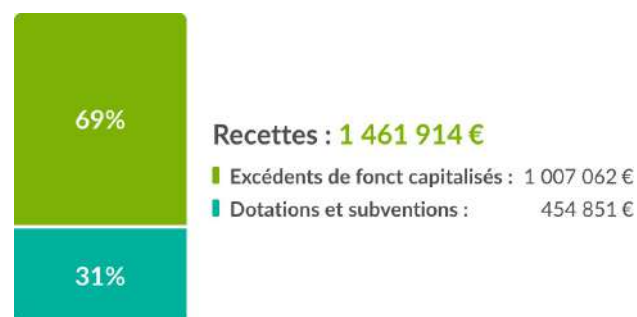 69%
Recettes : 1 461 914 €
Excédents de fonct capitalisés : 1 007 062 €
Dotations et subventions : 454 851 €
31%